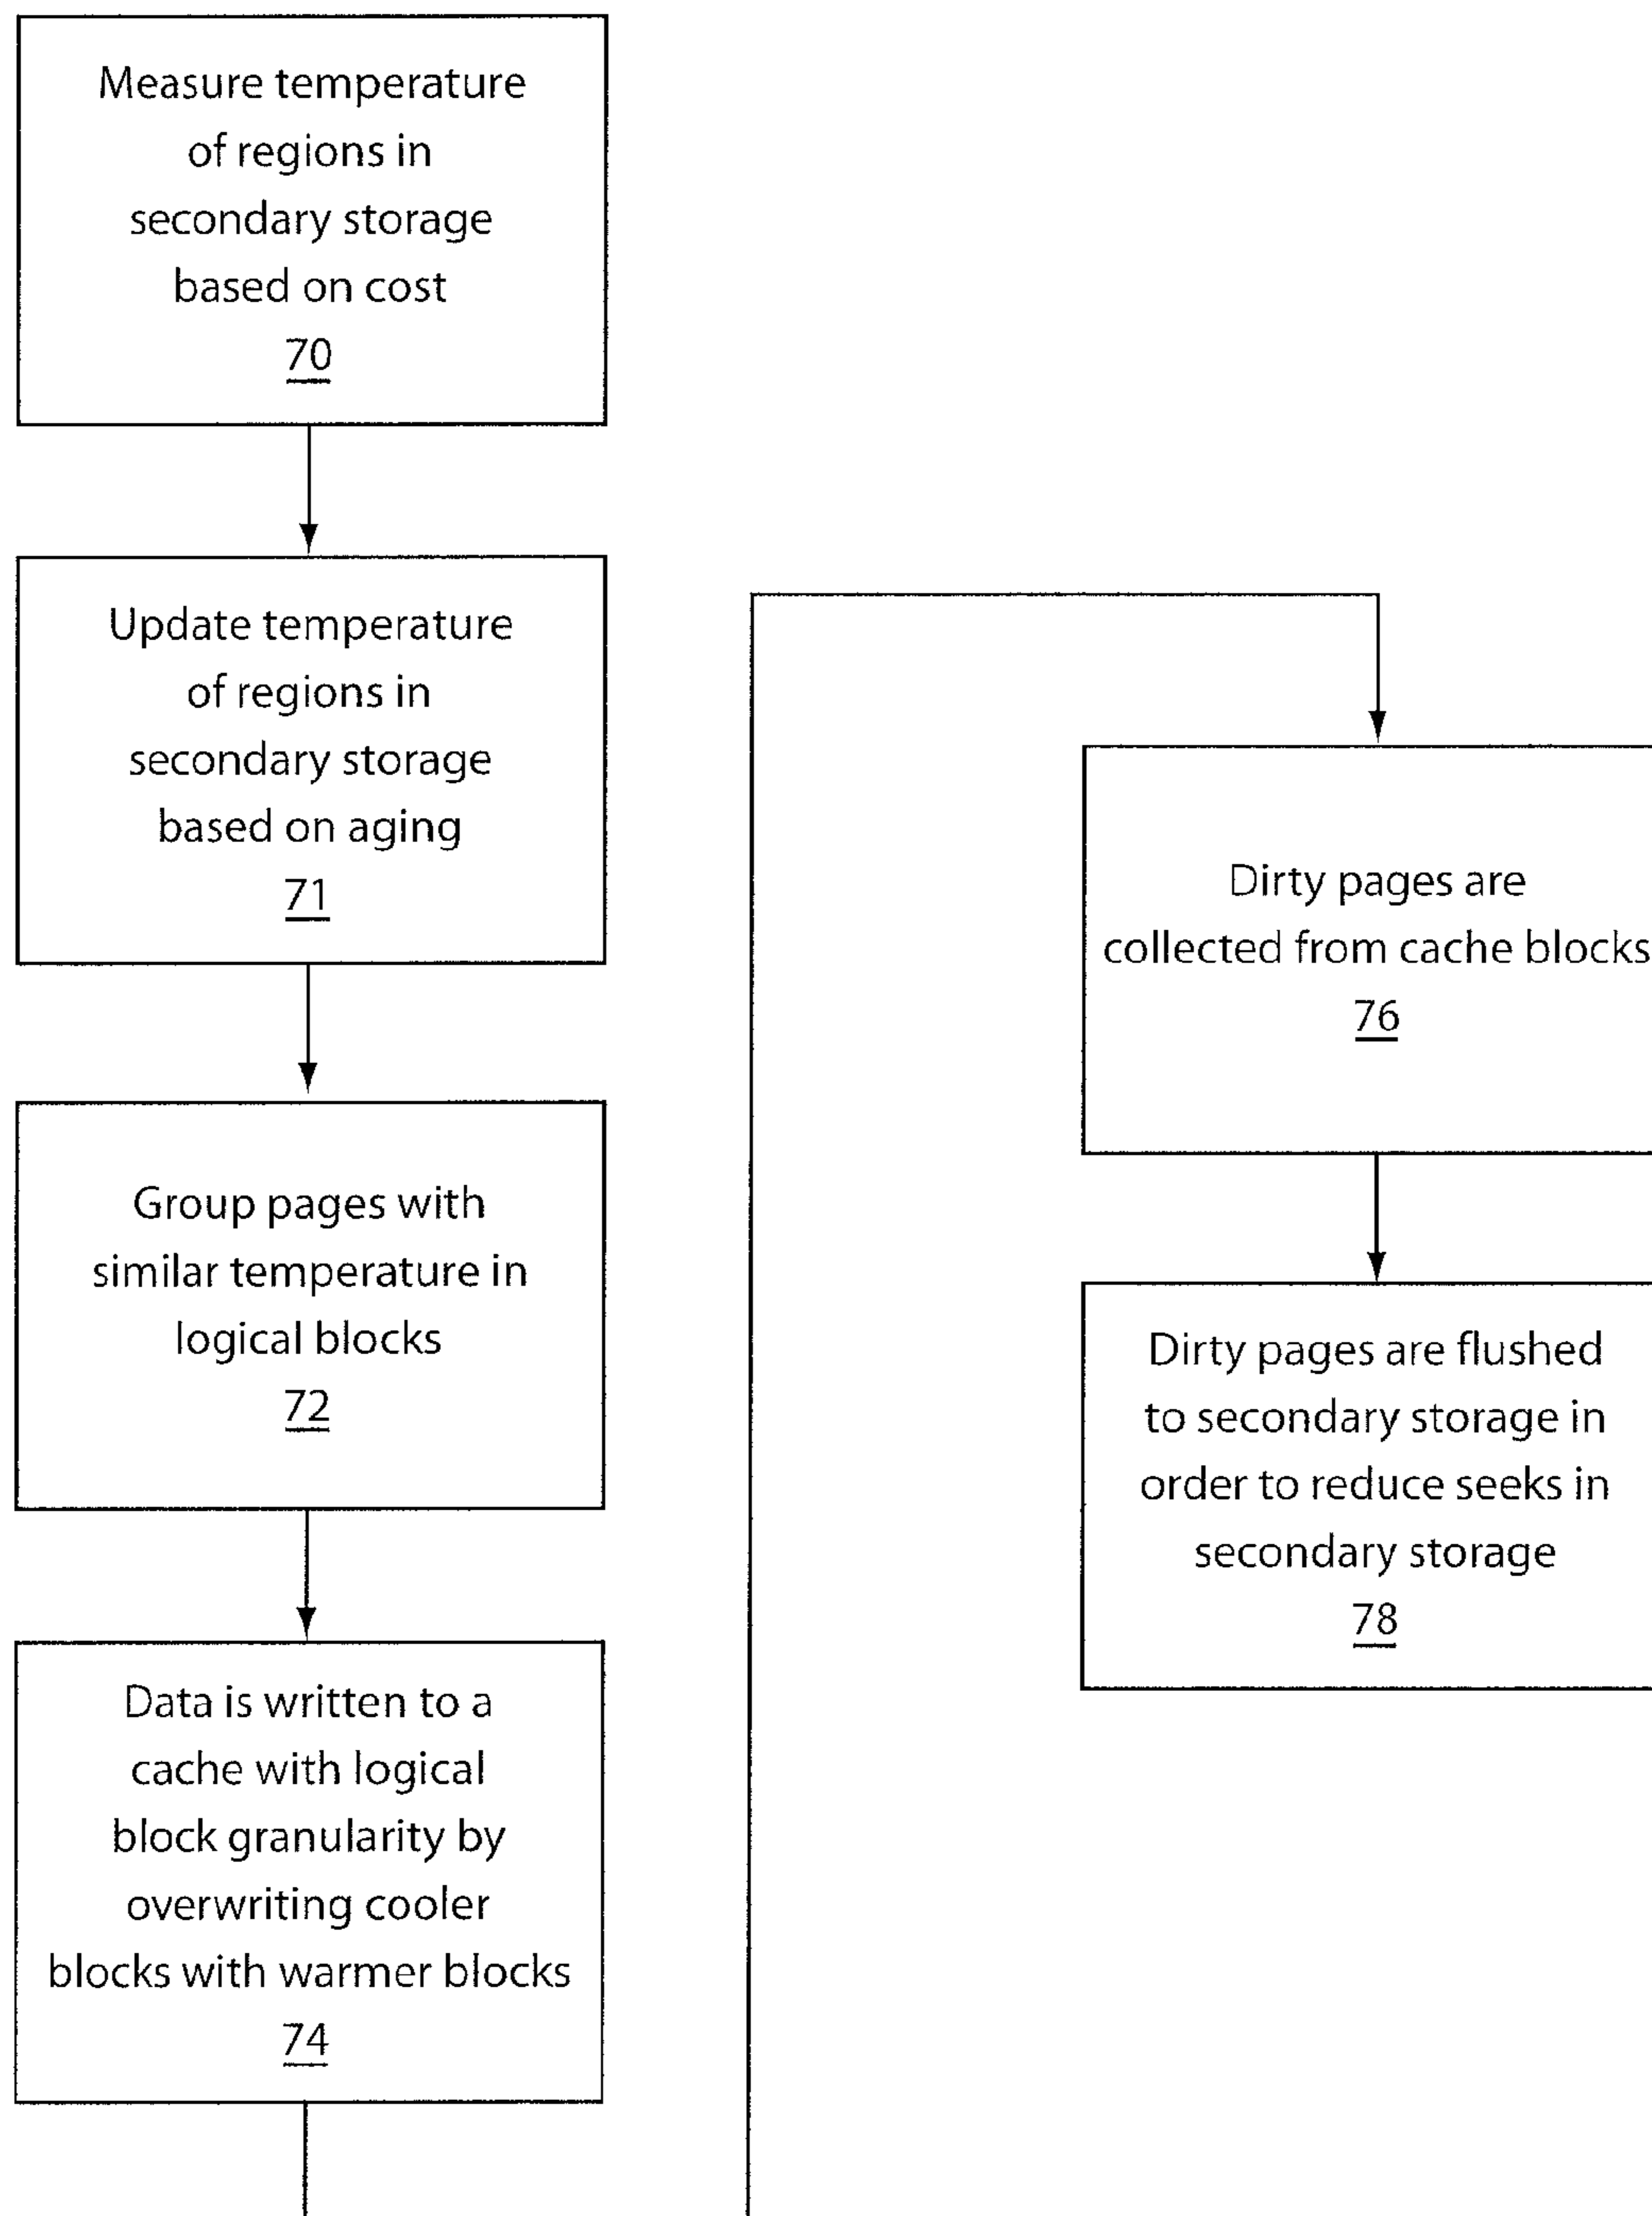 Measure temperature
of regions in
secondary storage
based on cost
70
Update temperature
of regions in
secondary storage
based on aging
71
Group pages with
similar temperature in
logical blocks
72
Data is written to a
cache with logical
block granularity by
overwriting cooler
blocks with warmer blocks
74
Dirty pages are
collected from cache blocks
76
Dirty pages are flushed
to secondary storage in
order to reduce seeks in
secondary storage
78